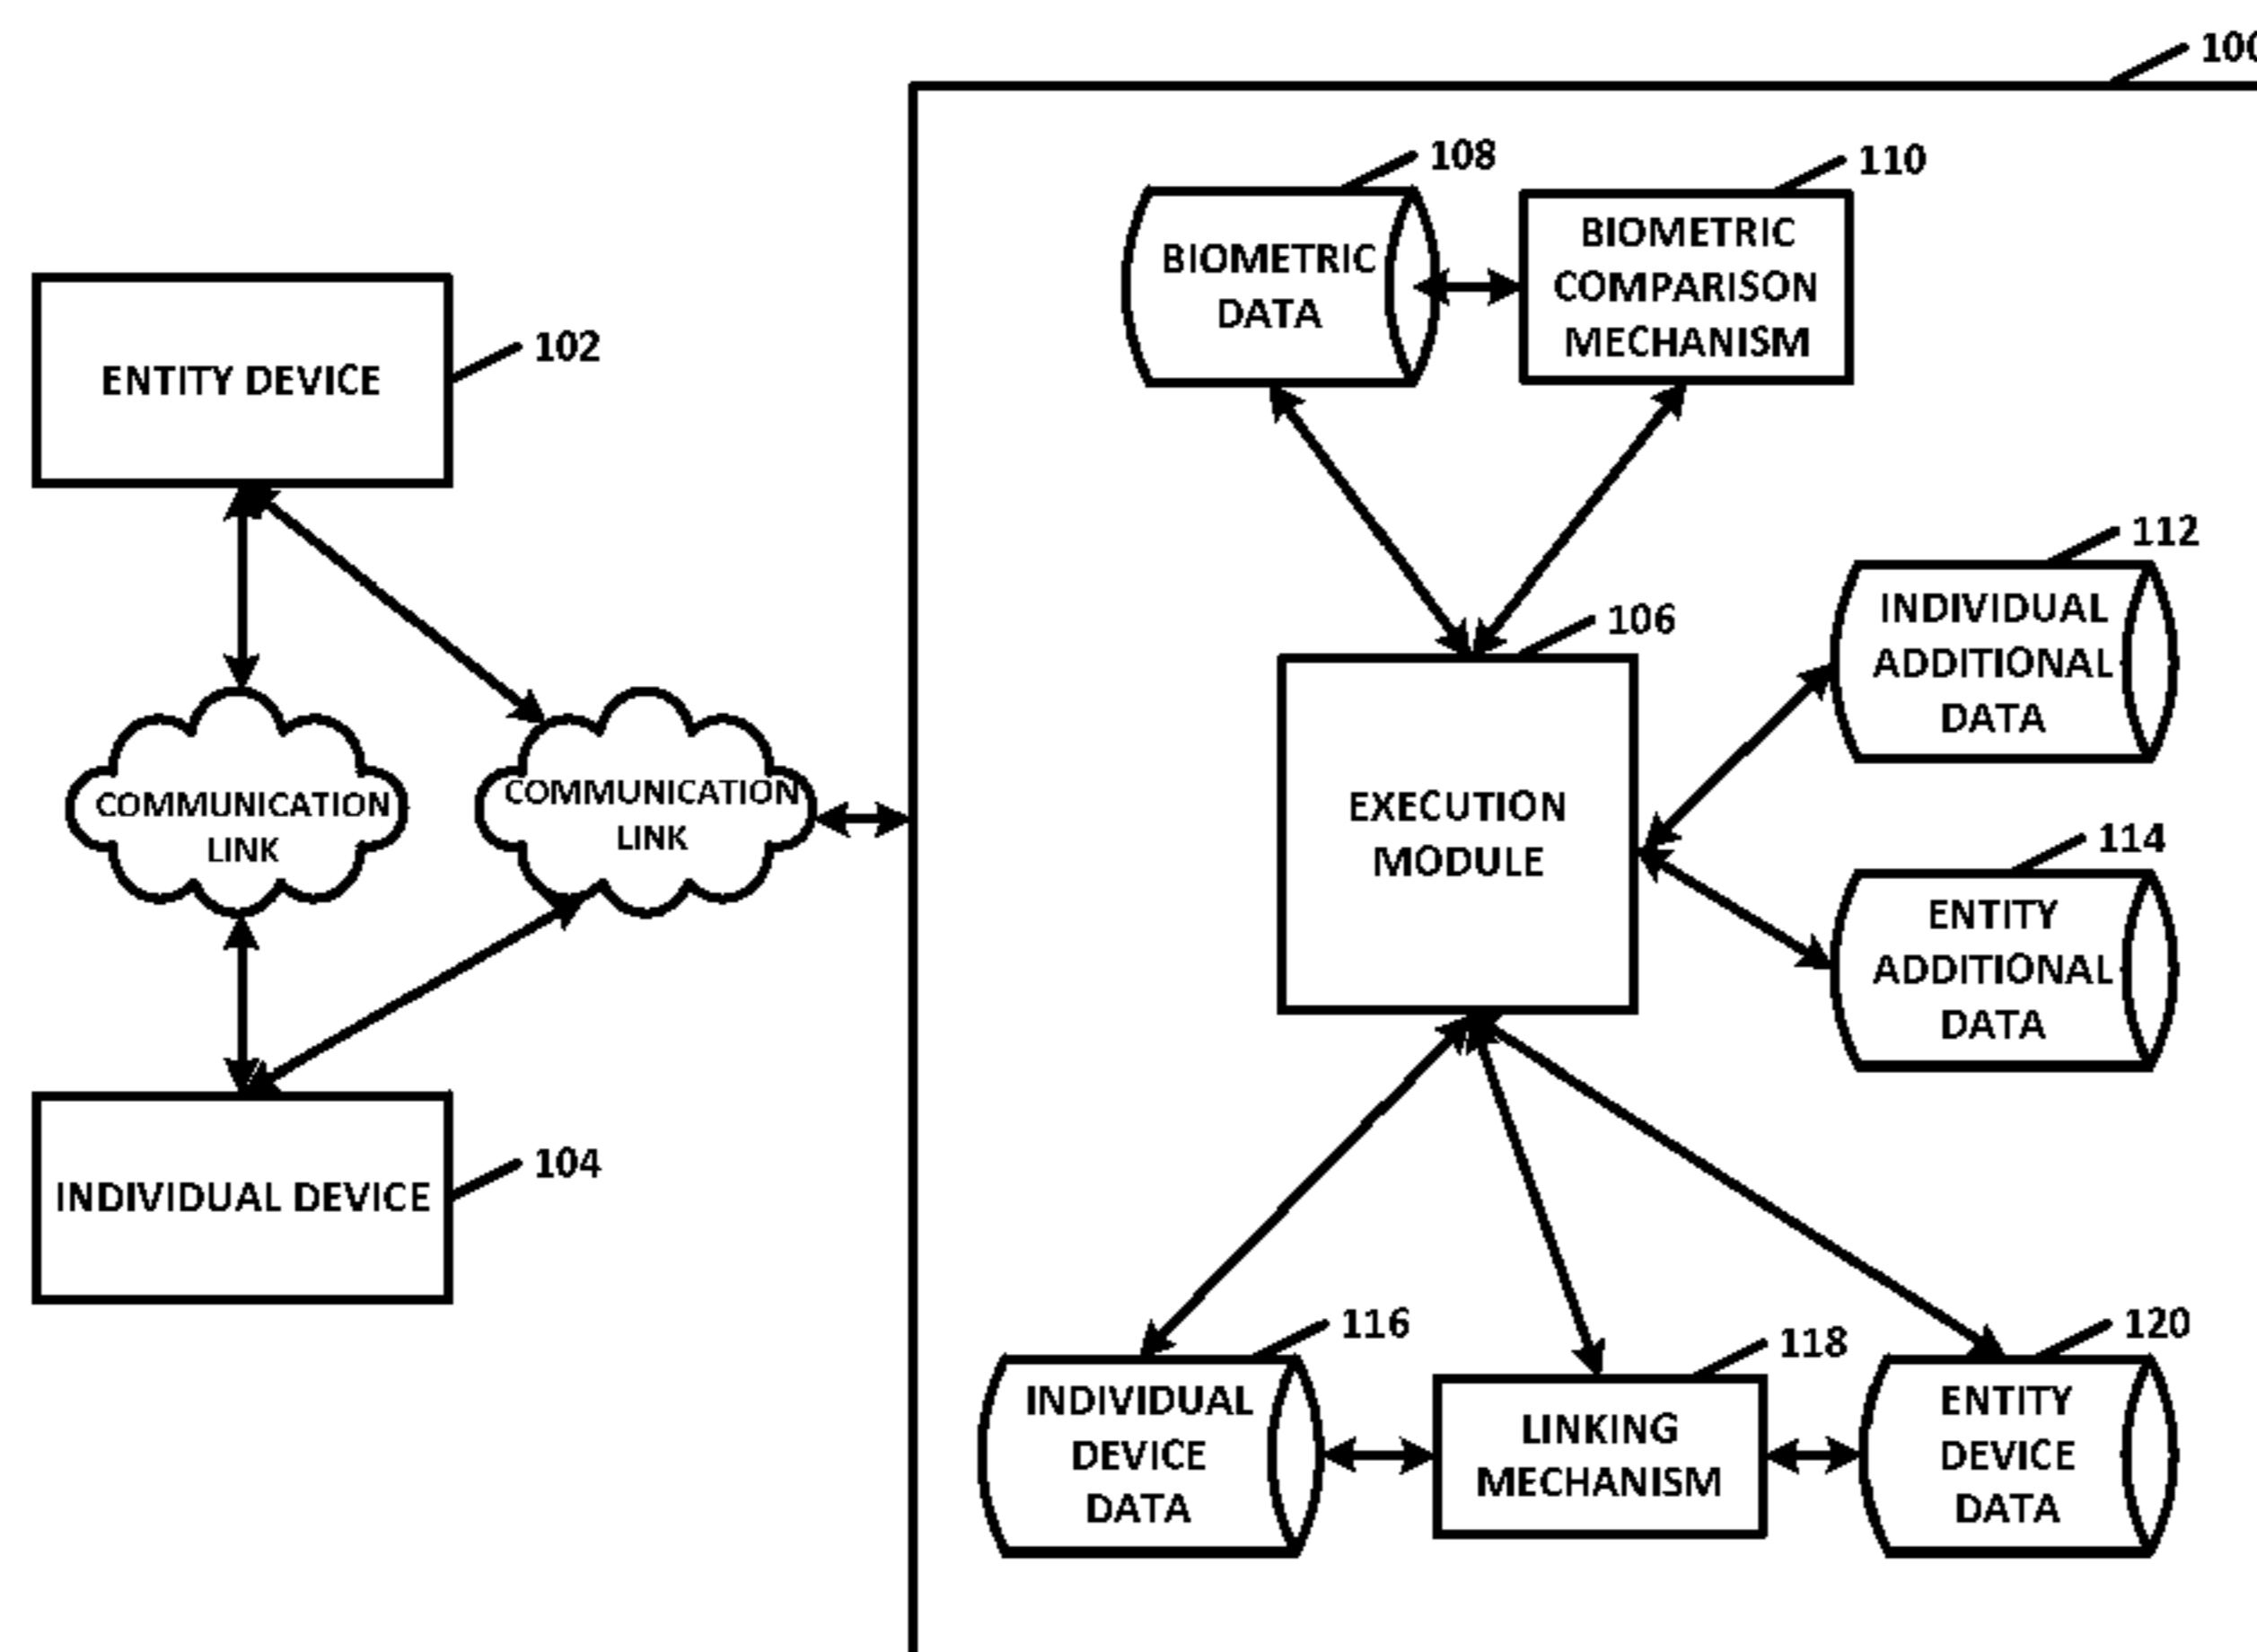 100
108
110
BIOMETRIC
DATA
BIOMETRIC
COMPARISON
MECHANISM
102
ENTITY DEVICE
112
INDIVIDUAL
ADDITIONAL
DATA
106
EXECUTION
MODULE
COMMUNICATION
LINK
COMMUNICATION
LINK
114
ENTITY
ADDITIONAL
DATA
104
INDIVIDUAL DEVICE
116
INDIVIDUAL
DEVICE
DATA
118
LINKING
MECHANISM
120
ENTITY
DEVICE
DATA